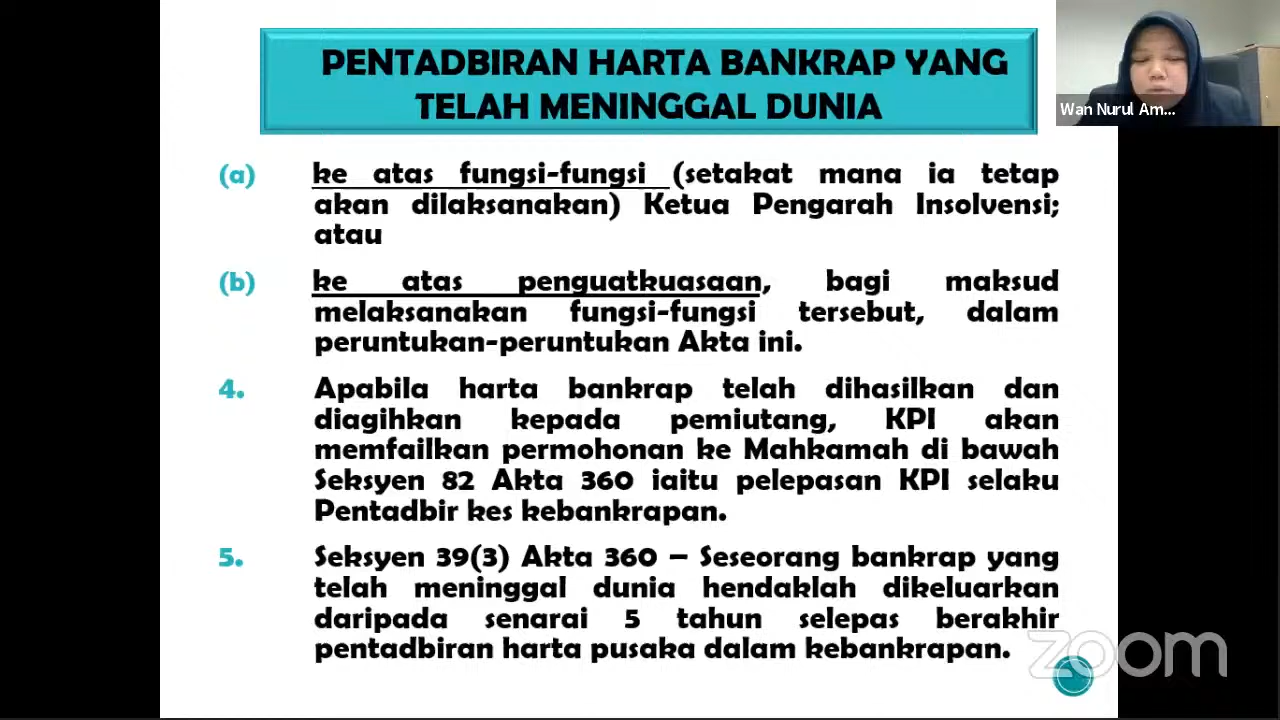 PENTADBIRAN HARTA BANKRAP YANG
TELAH MENINGGAL DUNIA
Wan Nurul Am...
(a) ke atas fungsi-fungsi (setakat mana ia tetap
akan dilaksanakan) Ketua Pengarah Insolvensi;
atau
(b) ke atas penguatkuasaan, bagi maksud
melaksanakan fungsi-fungsi tersebut, dalam
peruntukan-peruntukan Akta ini.
4. Apabila harta bankrap telah dihasilkan dan
diagihkan kepada pemiutang, KPI akan
memfailkan permohonan ke Mahkamah di bawah
Seksyen 82 Akta 360 iaitu pelepasan KPI selaku
Pentadbir kes kebankrapan.
5. Seksyen 39(3) Akta 360 – Seseorang bankrap yang
telah meninggal dunia hendaklah dikeluarkan
daripada senarai 5 tahun selepas berakhir
pentadbiran harta pusaka dalam kebankrapan.
zoom